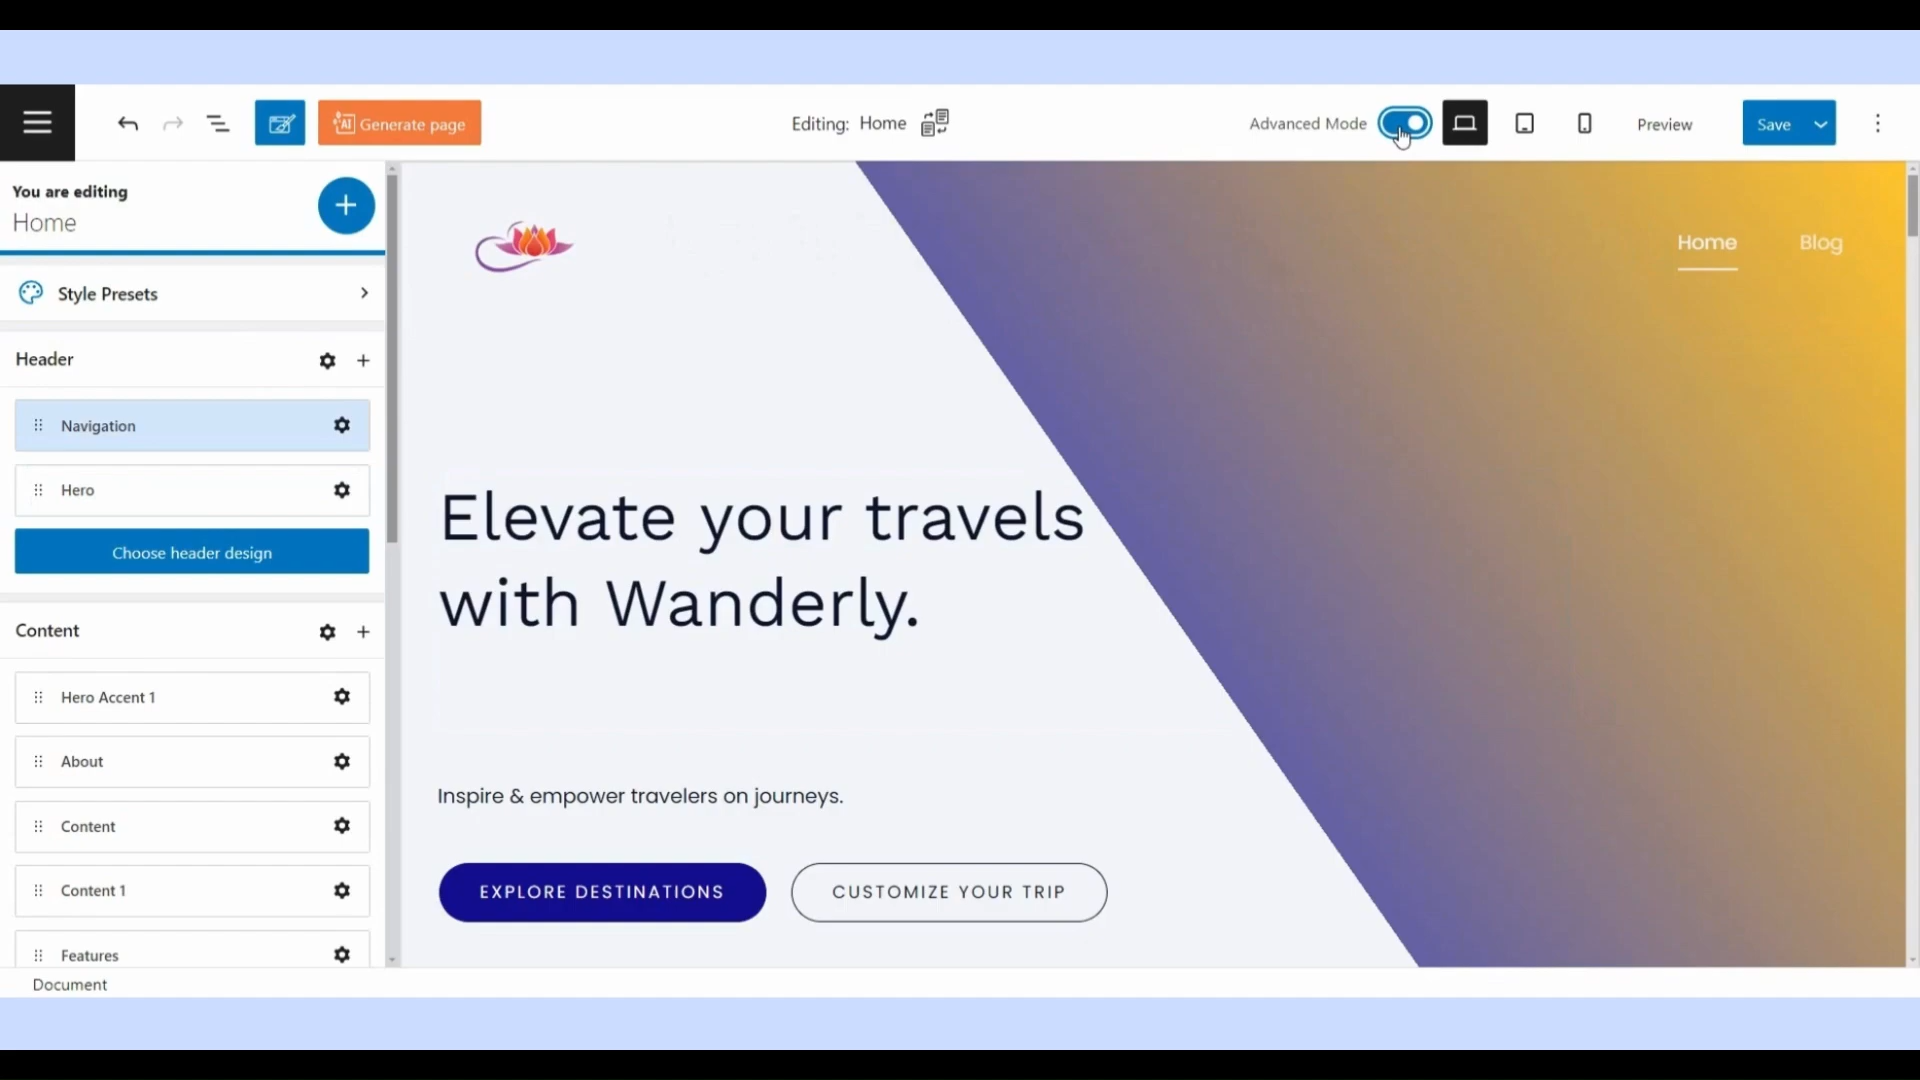 AI Generate page
Editing: Home
Advanced Mode
Preview
Save
You are editing
Home
Style Presets
Header
Navigation
Hero
Choose header design
Content
Hero Accent 1
About
Content
Content 1
Features
Document
Home
Blog
Elevate your travels
with Wanderly.
Inspire & empower travelers on journeys.
EXPLORE DESTINATIONS
CUSTOMIZE YOUR TRIP